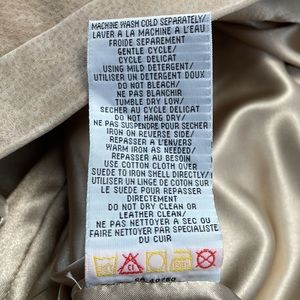 MACHINE WASH COLD SEPARATELY/
LAVER A LA MACHINE A L'EAU
FROIDE SEPAREMENT
GENTLE CYCLE/
CYCLE DELICAT
USING MILD DETERGENT/
UTILISER UN DETERGENT DOUX
DO NOT BLEACH/
NE PAS BLANCHIR
TUMBLE DRY LOW/
SECHER AU CYCLE DELICAT
DO NOT HANG DRY/
NE PAS SUSPENDRE POUR SECHER
IRON ON REVERSE SIDE/
REPASSER A L'ENVERS
WARM IRON AS NEEDED/
REPASSER AU BESOIN
USE COTTON CLOTH OVER
SUEDE TO IRON SHELL DIRECTLY/
UTILISER UN LINGE DE COTON SUR
LE SUEDE POUR REPASSER
DIRECTEMENT
DO NOT DRY CLEAN OR
LEATHER CLEAN/
NE PAS NETTOYER A SEC OU
FAIRE NETTOYER PAR SPECIALISTE
DU CUIR